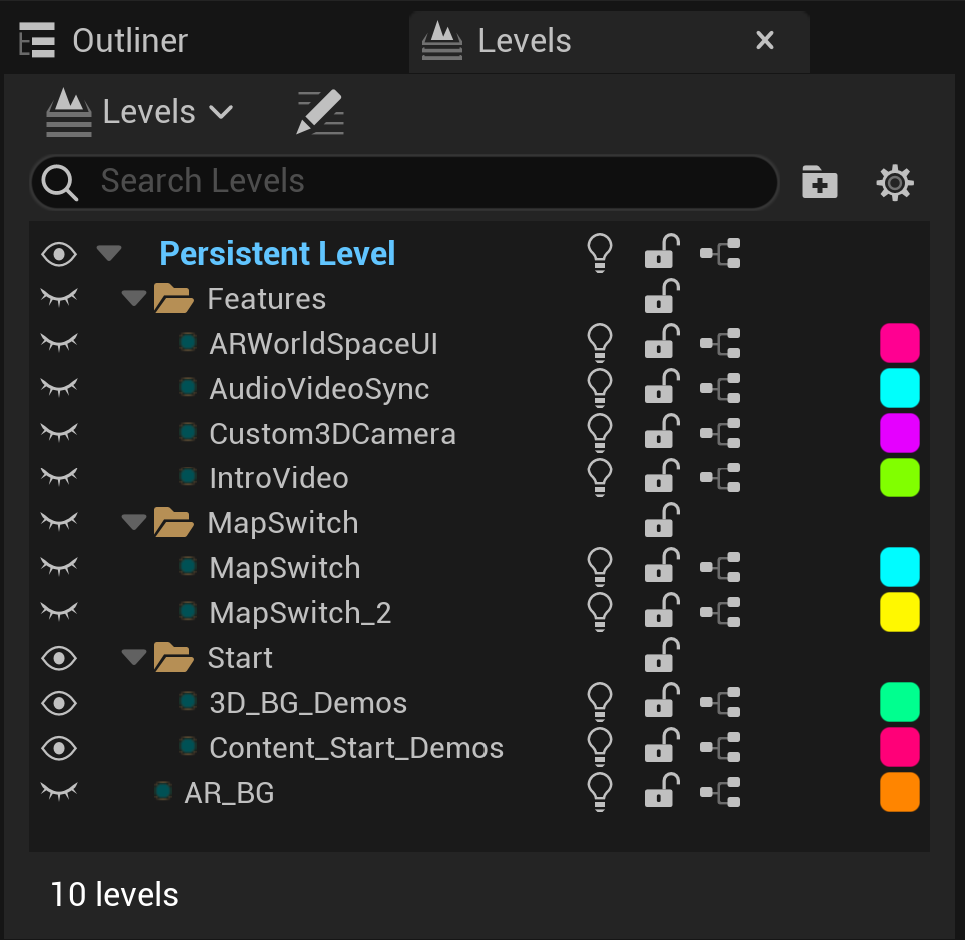 Outliner
Levels
Levels
Search Levels
Persistent Level
Features
ARWorldSpaceUI
AudioVideoSync
Custom3DCamera
IntroVideo
MapSwitch
MapSwitch
MapSwitch_2
Start
3D_BG_Demos
Content_Start_Demos
AR_BG
10 levels